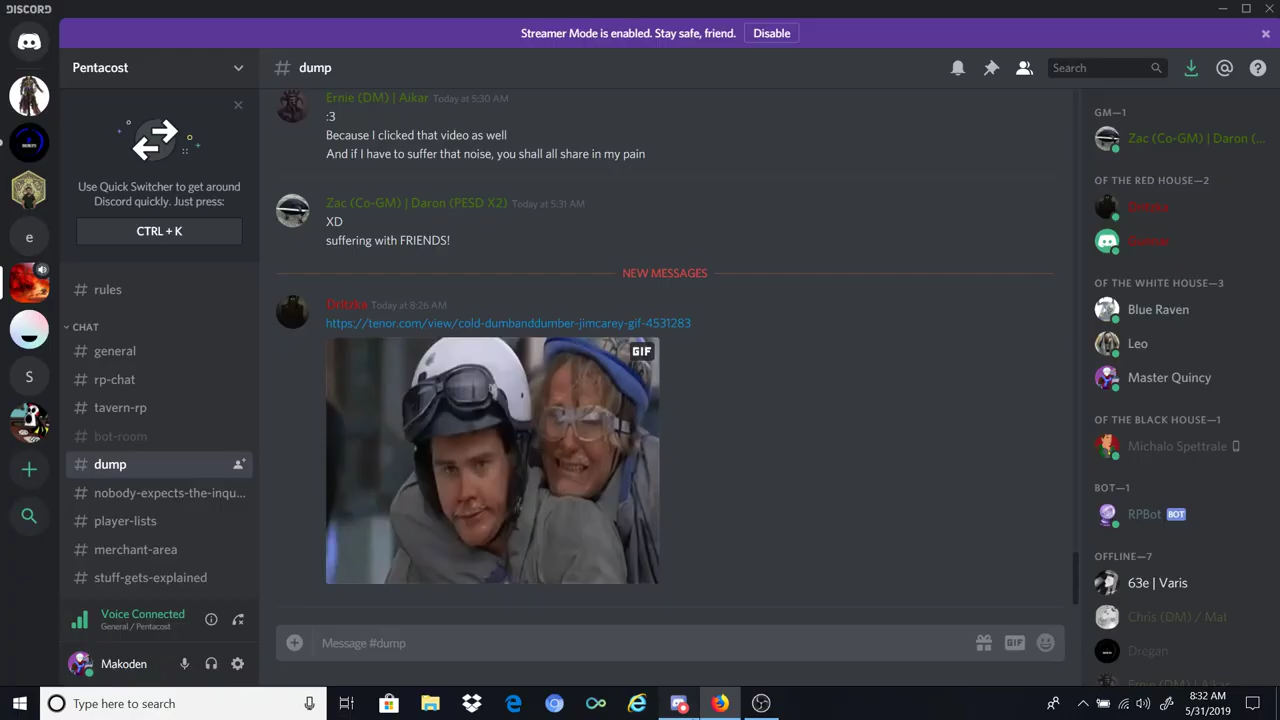 DISCORD
Streamer Mode is enabled. Stay safe, friend.
Disable
Pentacost
# dump
Search
Use Quick Switcher to get around
Discord quickly. Just press:
CTRL + K
# rules
CHAT
# general
# rp-chat
# tavern-rp
# bot-room
# dump
# nobody-expects-the-inqu...
# player-lists
# merchant-area
# stuff-gets-explained
Voice Connected
General / Pentacost
Makoden
e
S
Ernie (DM) | Aikar Today at 5:30 AM
:3
Because I clicked that video as well
And if I have to suffer that noise, you shall all share in my pain
Zac (Co-GM) | Daron (PESD X2) Today at 5:31 AM
XD
suffering with FRIENDS!
NEW MESSAGES
Dritzka Today at 8:26 AM
https://tenor.com/view/cold-dumbanddumber-jimcarey-gif-4531283
GIF
Message #dump
GIF
GM—1
Zac (Co-GM) | Daron (...
OF THE RED HOUSE—2
Dritzka
OF THE WHITE HOUSE—3
Blue Raven
Leo
Master Quincy
OF THE BLACK HOUSE—1
Michalo Spettrale
BOT—1
RPBot BOT
OFFLINE—7
63e | Varis
Chris (DM) / Mal
Dregan
Ernie (DM) | Aikar
Type here to search
8:32 AM
5/31/2019